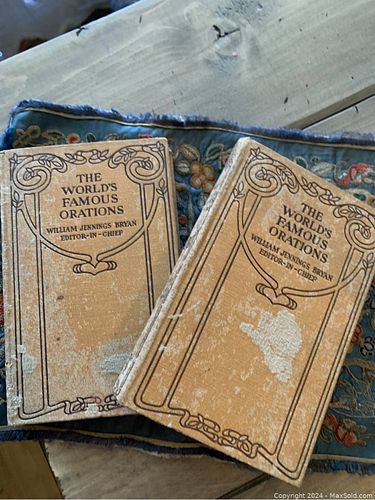 THE
WORLD'S
FAMOUS
ORATIONS
WILLIAM JENNINGS BRYAN
EDITOR-IN-CHIEF
THE
WORLD'S
FAMOUS
ORATIONS
WILLIAM JENNINGS BRYAN
EDITOR-IN-CHIEF
Copyright © 2024 - MaxSold.com